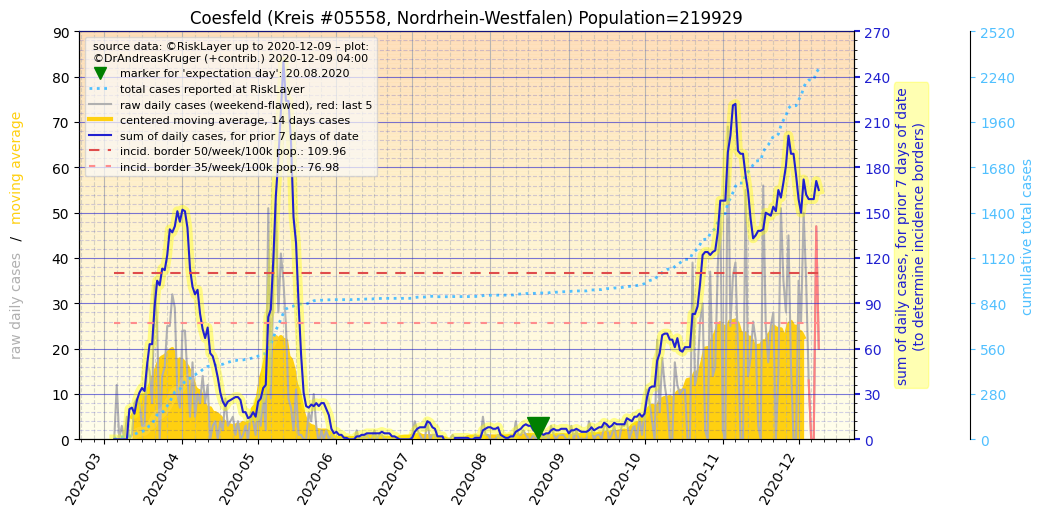 Coesfeld (Kreis #05558, Nordrhein-Westfalen) Population=219929
source data: ©RiskLayer up to 2020-12-09 – plot:
©DrAndreasKruger (+contrib.) 2020-12-09 04:00
marker for 'expectation day': 20.08.2020
total cases reported at RiskLayer
raw daily cases (weekend-flawed), red: last 5
centered moving average, 14 days cases
sum of daily cases, for prior 7 days of date
incid. border 50/week/100k pop.: 109.96
incid. border 35/week/100k pop.: 76.98
raw daily cases / moving average
90
80
70
60
50
40
30
20
10
0
270
240
210
180
150
120
90
60
30
0
sum of daily cases, for prior 7 days of date
(to determine incidence borders)
2520
2240
1960
1680
1400
1120
840
560
280
0
cumulative total cases
2020-03
2020-04
2020-05
2020-06
2020-07
2020-08
2020-09
2020-10
2020-11
2020-12